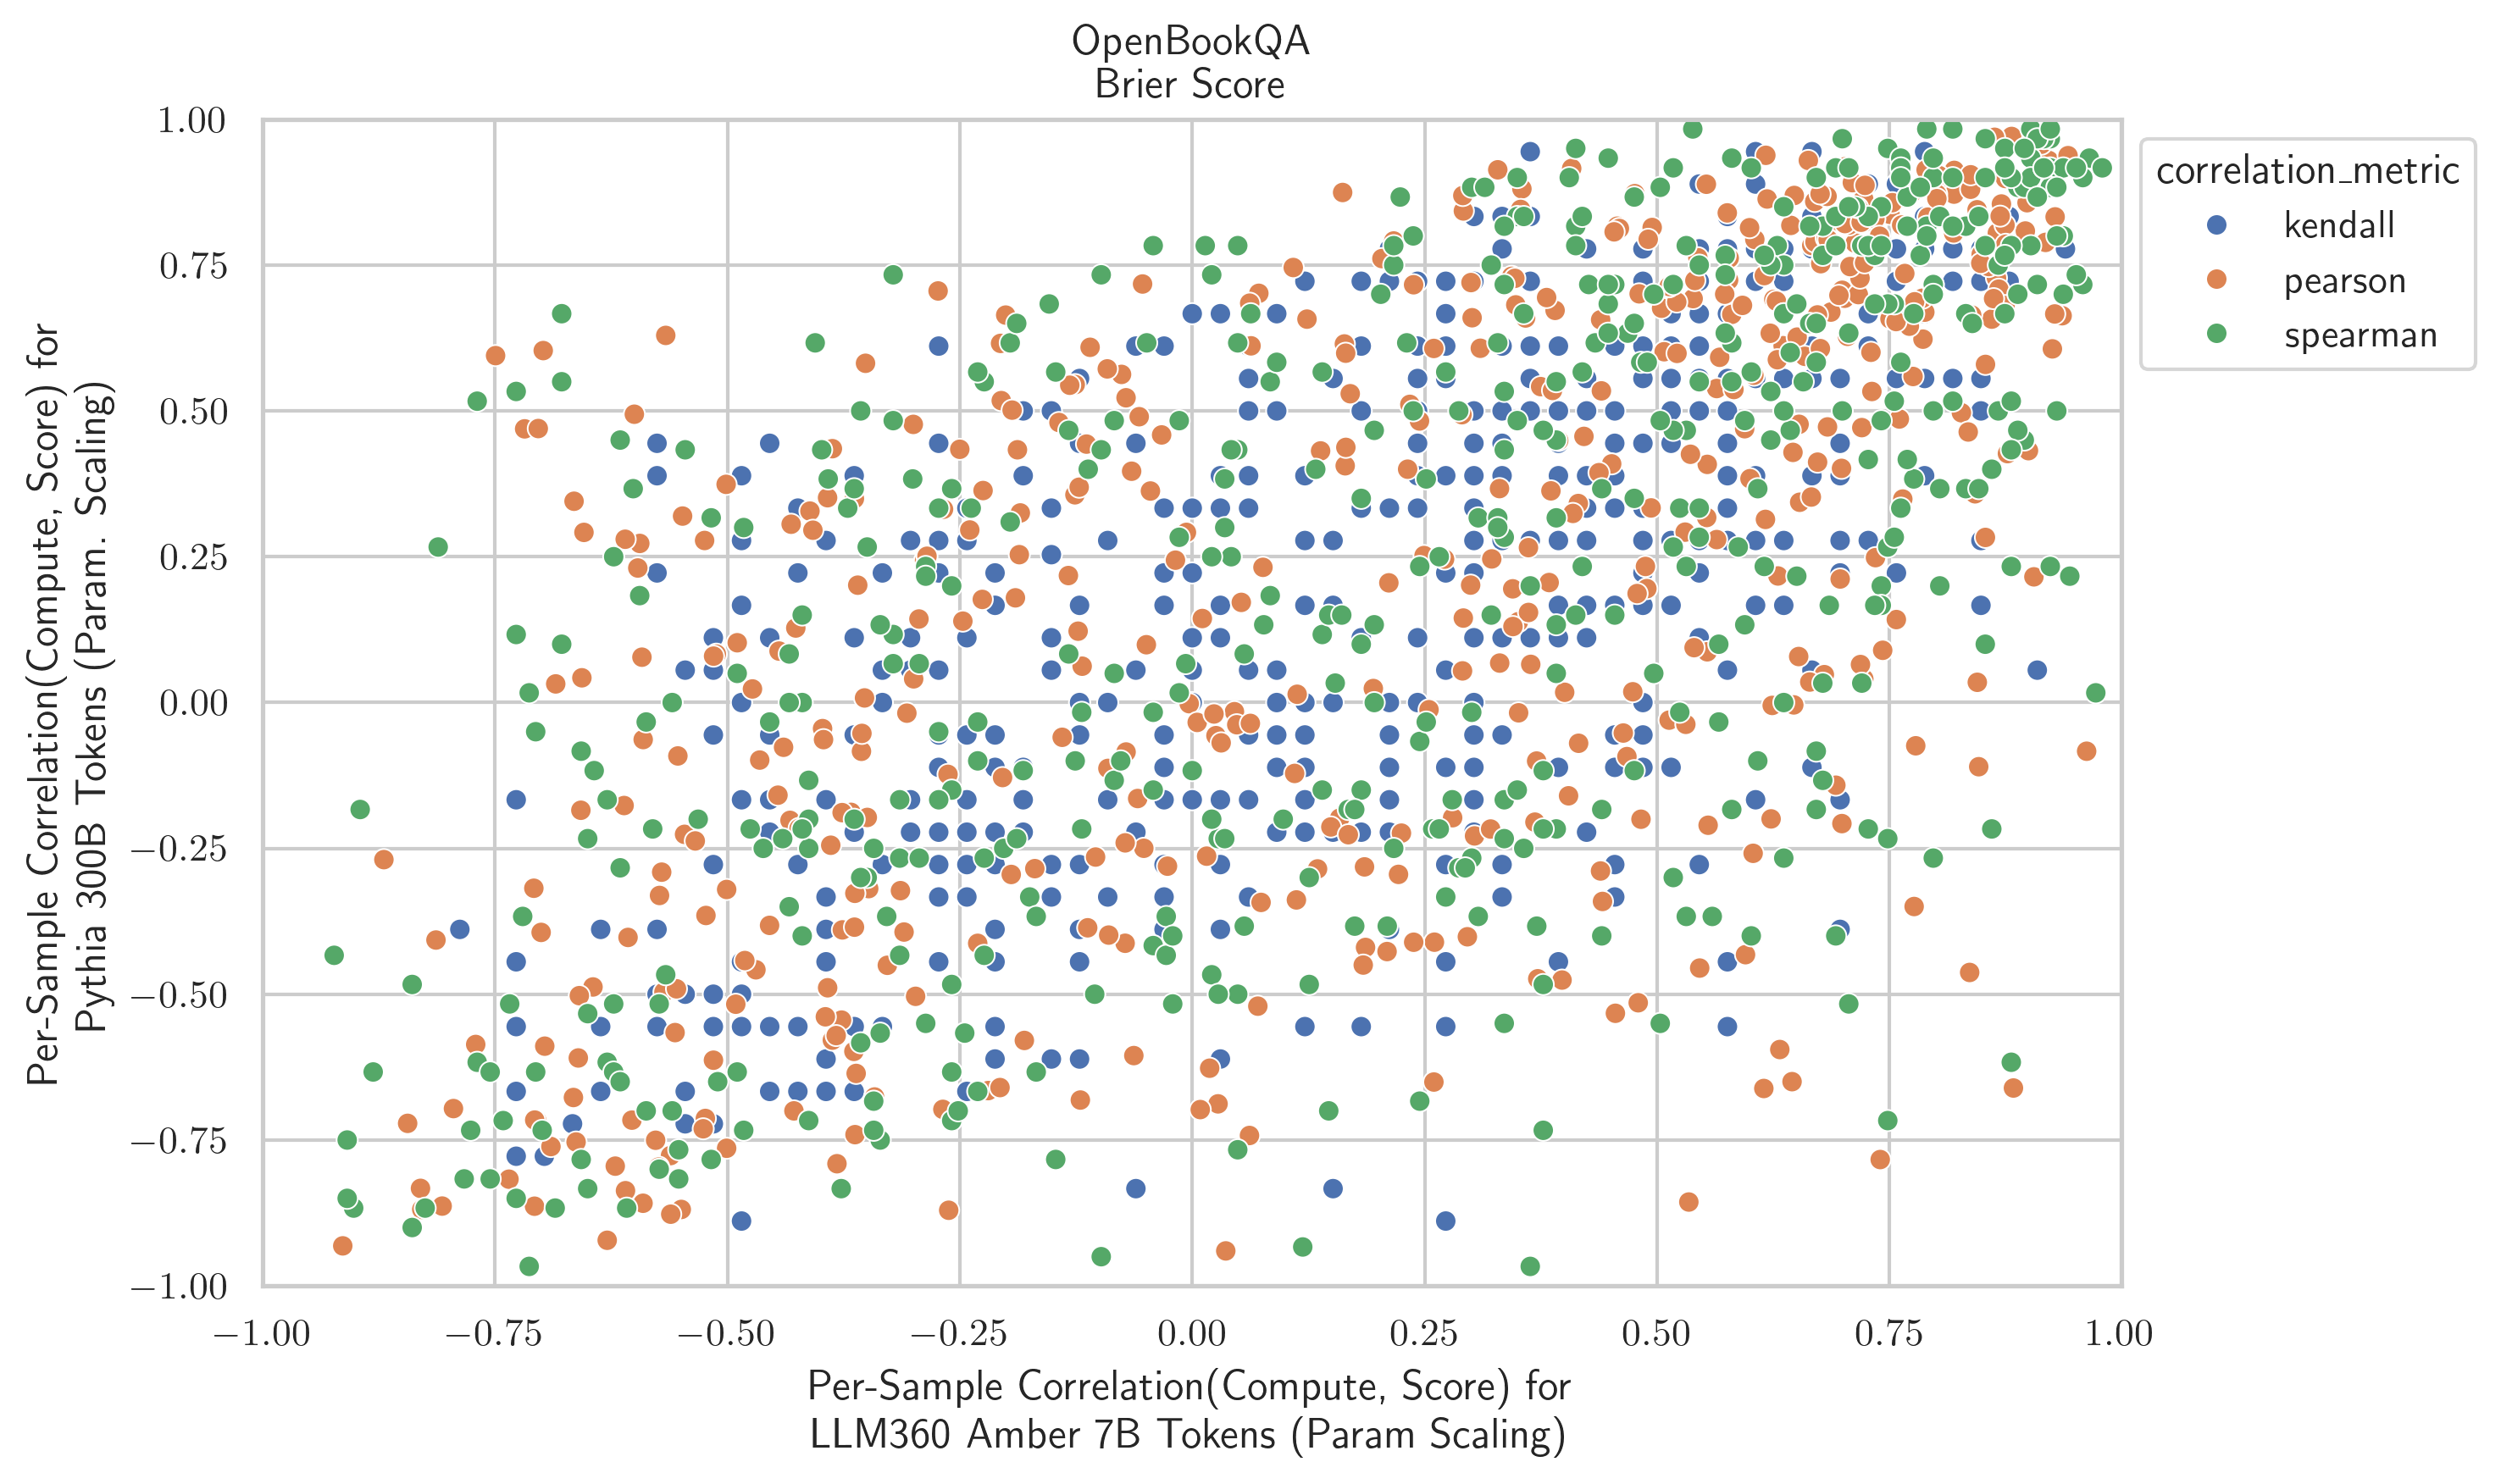 OpenBookQA
Brier Score
Per-Sample Correlation(Compute, Score) for
Pythia 300B Tokens (Param. Scaling)
1.00
0.75
0.50
0.25
0.00
−0.25
−0.50
−0.75
−1.00
−1.00 −0.75 −0.50 −0.25 0.00 0.25 0.50 0.75 1.00
Per-Sample Correlation(Compute, Score) for
LLM360 Amber 7B Tokens (Param Scaling)
correlation_metric
kendall
pearson
spearman